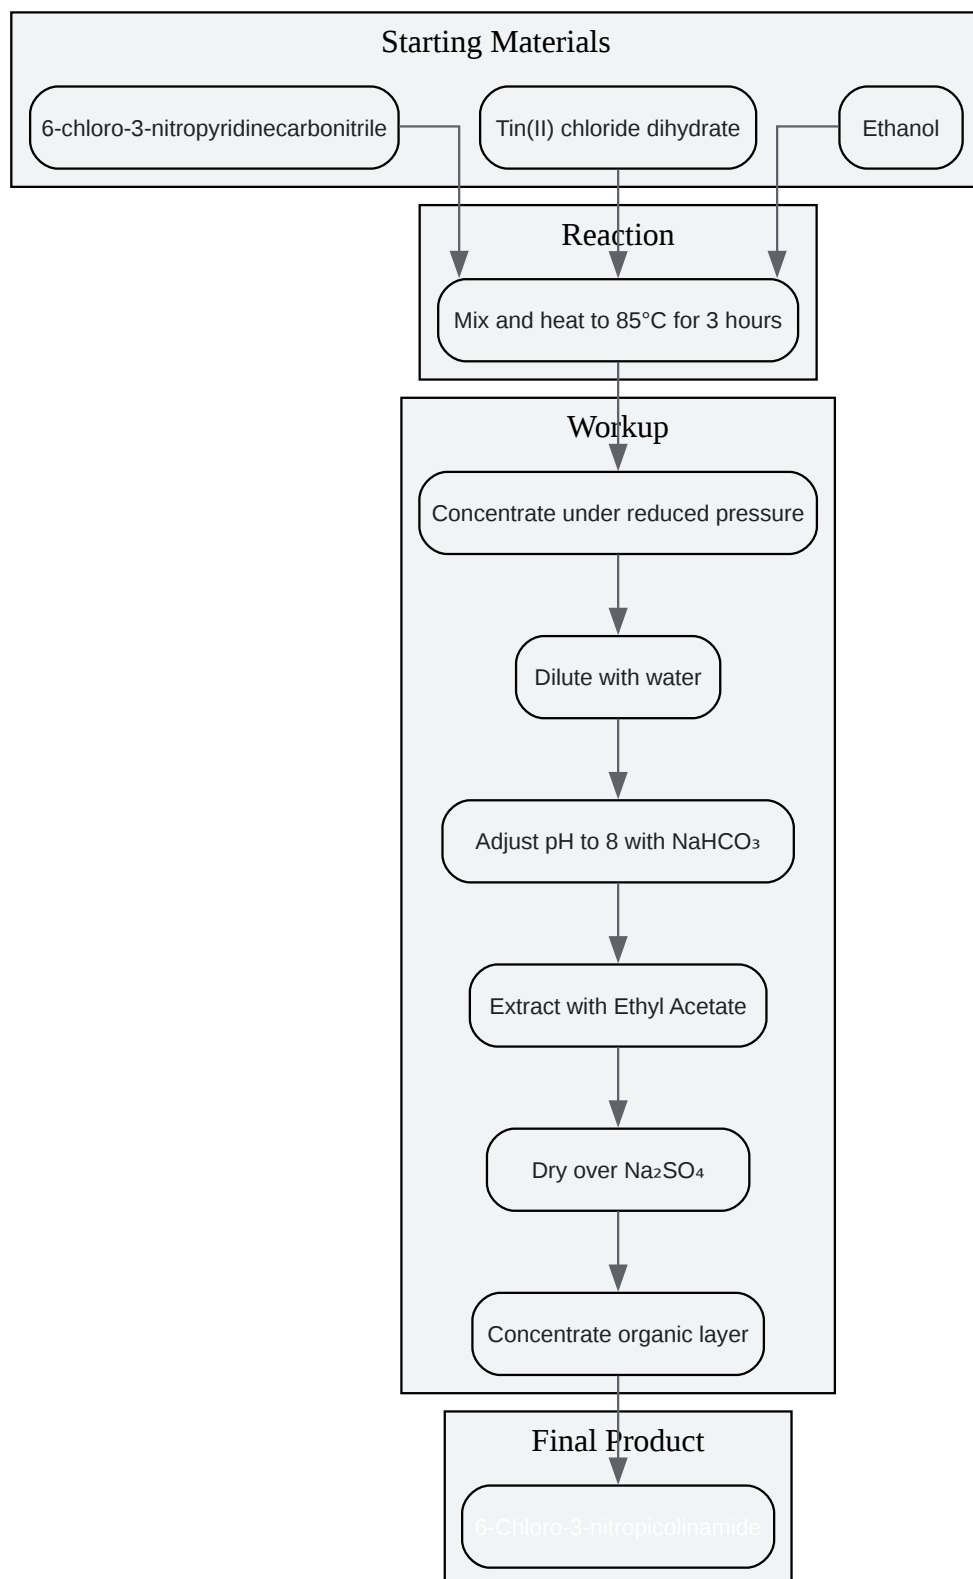 Starting Materials
6-chloro-3-nitropyridinecarbonitrile
Tin(II) chloride dihydrate
Ethanol
Reaction
Mix and heat to 85°C for 3 hours
Workup
Concentrate under reduced pressure
Dilute with water
Adjust pH to 8 with NaHCO₃
Extract with Ethyl Acetate
Dry over Na₂SO₄
Concentrate organic layer
Final Product
6-Chloro-3-nitropicolinamide